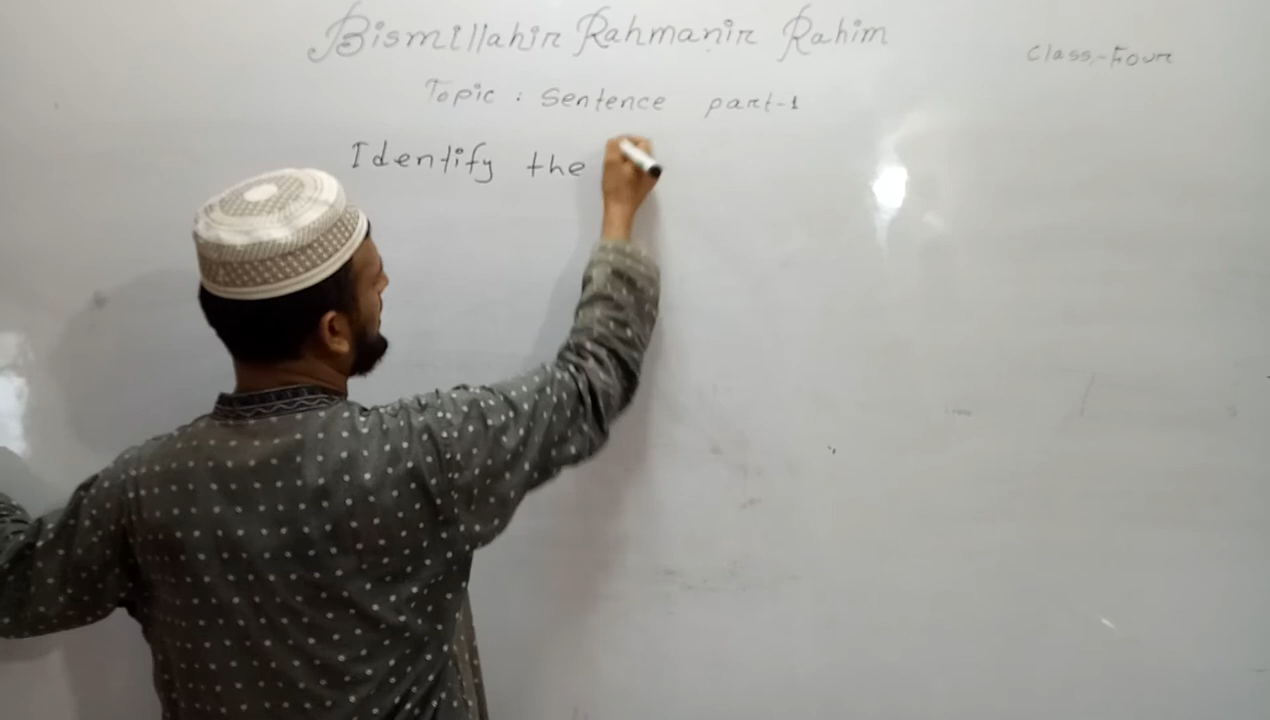 Bismillahir Rahmanir Rahim
Class-Four
Topic : Sentence part-1
Identify the